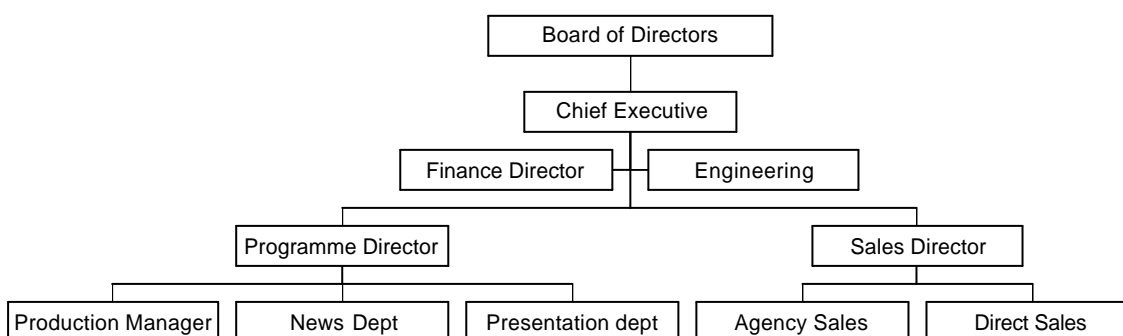 Board of Directors
Chief Executive
Finance Director
Engineering
Programme Director
Sales Director
Production Manager
News Dept
Presentation dept
Agency Sales
Direct Sales